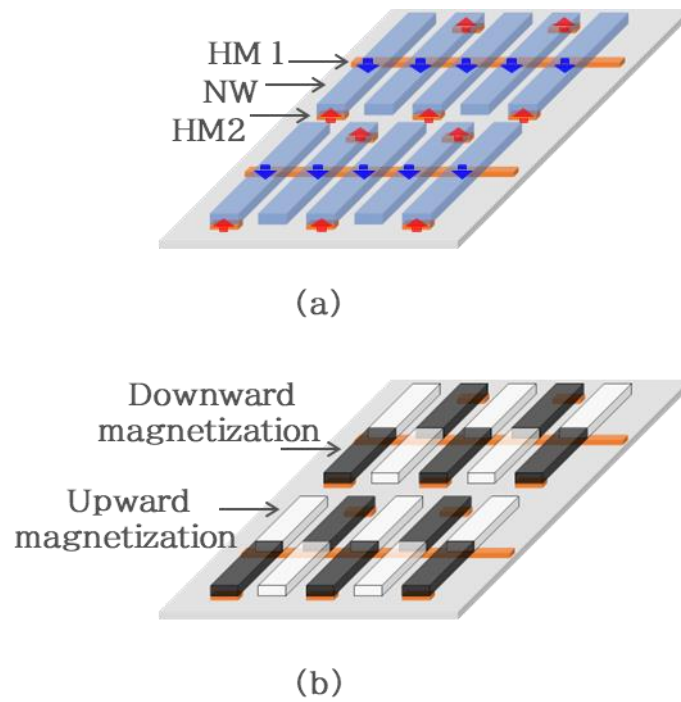 HM 1
NW
HM2
(a)
Downward
magnetization
Upward
magnetization
(b)